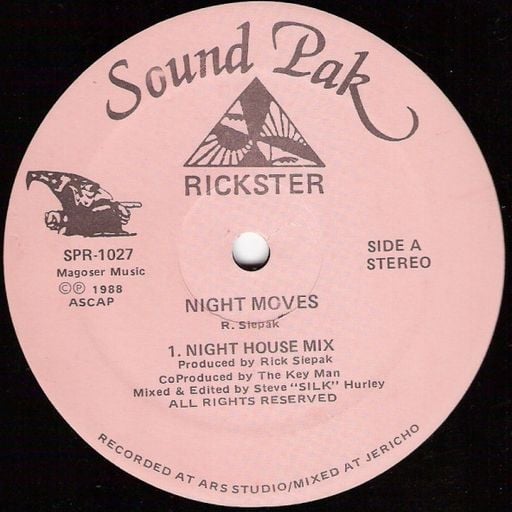 Sound Pak
RICKSTER
SPR-1027
Magoser Music
©℗ 1988
ASCAP
SIDE A
STEREO
NIGHT MOVES
R. Slepak
1. NIGHT HOUSE MIX
Produced by Rick Slepak
CoProduced by The Key Man
Mixed & Edited by Steve "SILK" Hurley
ALL RIGHTS RESERVED
RECORDED AT ARS STUDIO/MIXED AT JERICHO